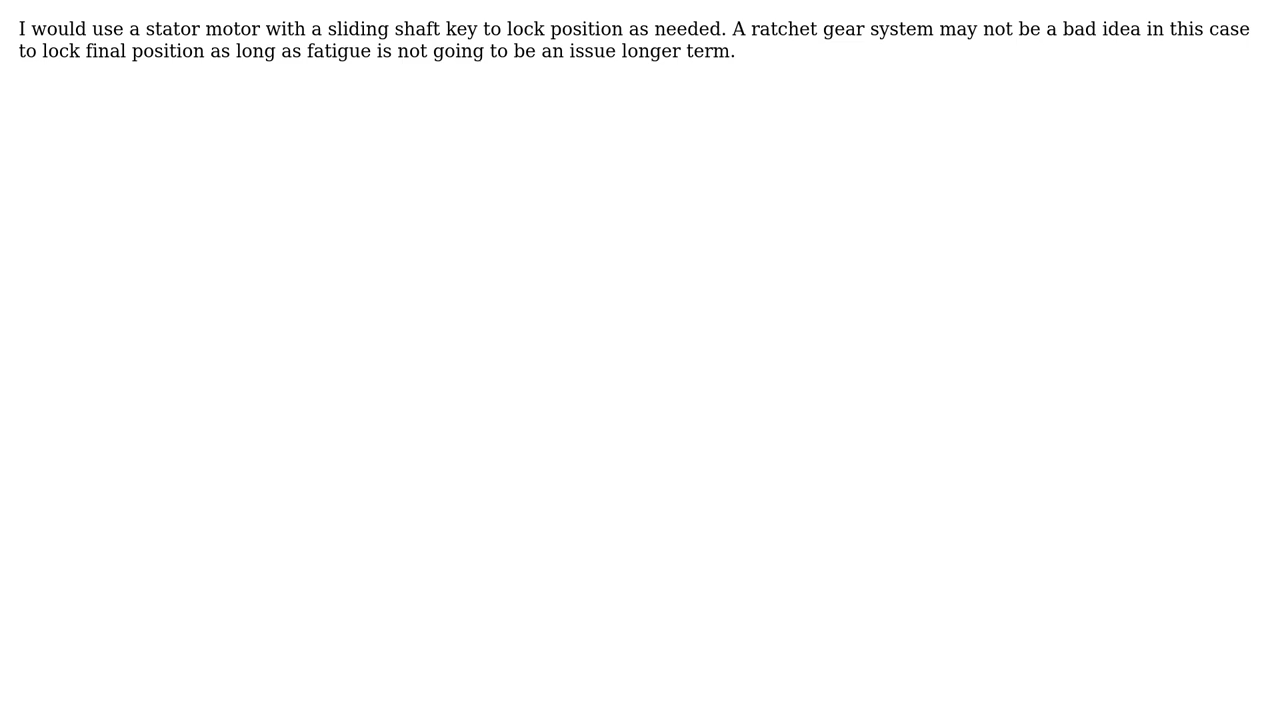 I would use a stator motor with a sliding shaft key to lock position as needed. A ratchet gear system may not be a bad idea in this case
to lock final position as long as fatigue is not going to be an issue longer term.